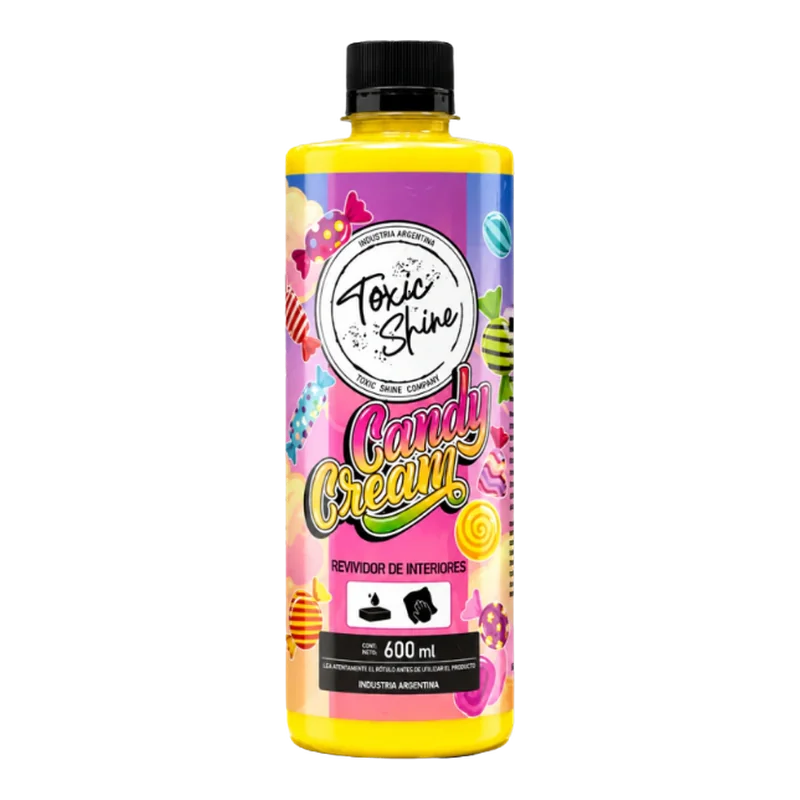 INDUSTRIA ARGENTINA
Toxic
Shine
TOXIC SHINE COMPANY
Candy
Cream
REVIVIDOR DE INTERIORES
CONT. NETO: 600 ml
LEA ATENTAMENTE EL RÓTULO ANTES DE UTILIZAR EL PRODUCTO
INDUSTRIA ARGENTINA